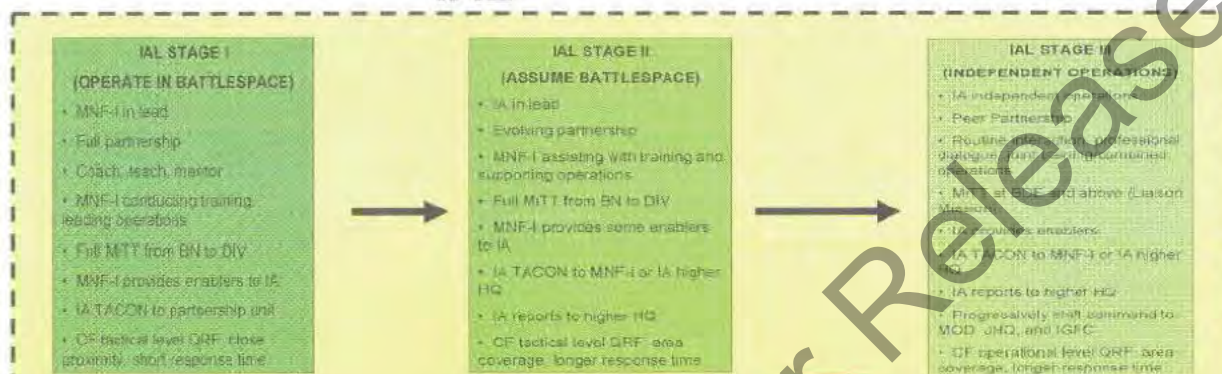 IAL STAGE I
(OPERATE IN BATTLESPACE)
• MNF-I in lead
• Full partnership
• Coach, teach, mentor
• MNF-I conducting training,
leading operations
• Full MiTT from BN to DIV
• MNF-I provides enablers to IA
• IA TACON to partnership unit
• CF tactical level QRF, close
proximity, short response time
IAL STAGE II
(ASSUME BATTLESPACE)
• IA in lead
• Evolving partnership
• MNF-I assisting with training and
supporting operations
• Full MiTT from BN to DIV
• MNF-I provides some enablers
to IA
• IA TACON to MNF-I or IA higher
HQ
• IA reports to higher HQ
• CF tactical level QRF, area
coverage, longer response time
IAL STAGE III
(INDEPENDENT OPERATIONS)
• IA independent operations
• Peer Partnership
• Routine interaction, professional
dialogue, joint training/combined
operations
• MiTT at BDE and above (Liaison
Mission)
• IA provides enablers
• IA TACON to MNF-I or IA higher
HQ
• IA reports to higher HQ
• Progressively shift command to
MOD, JHQ, and IGFC
• CF operational level QRF, area
coverage, longer response time
r Release